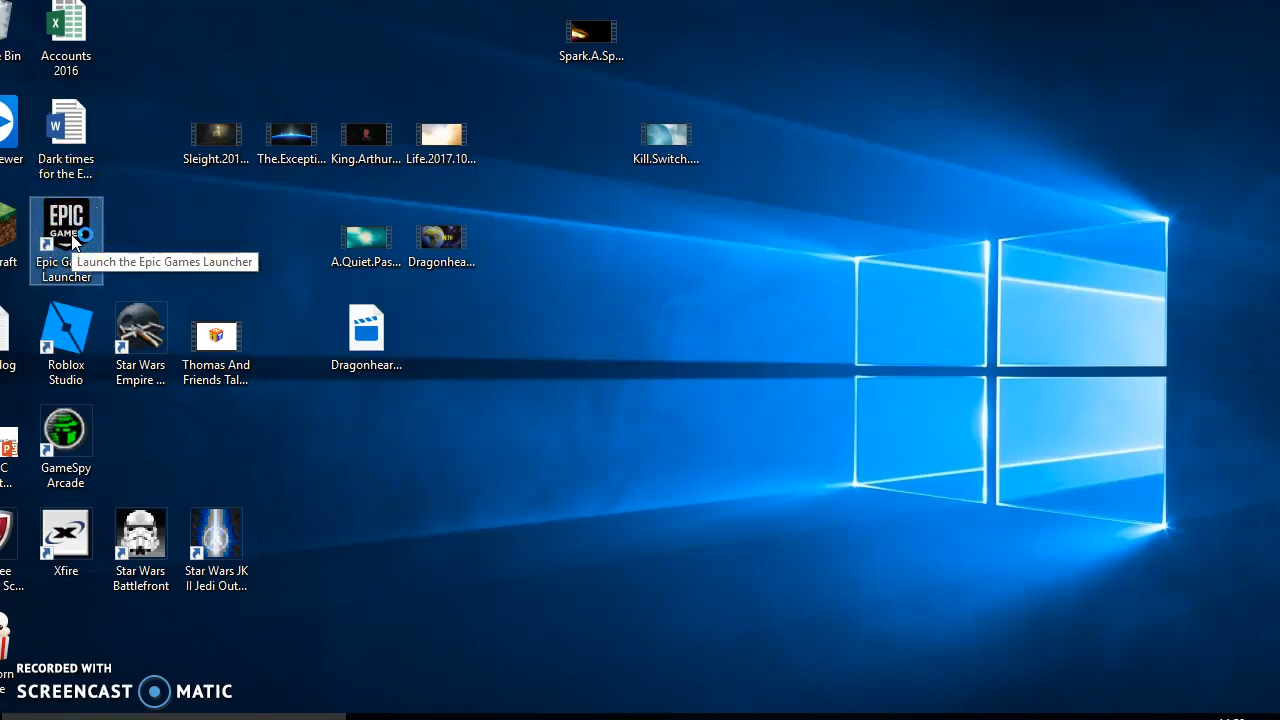 Bin
Accounts
2016
Spark.A.Sp...
ewer
Dark times
for the E...
Sleight.201...
The.Excepti...
King.Arthur...
Life.2017.10...
Kill.Switch....
raft
EPIC
GAMES
Epic Ga
Launcher
Launch the Epic Games Launcher
A.Quiet.Pas...
Dragonhea...
log
Roblox
Studio
Star Wars
Empire ...
Thomas And
Friends Tal...
Dragonhear...
C
t...
GameSpy
Arcade
ee
Sc...
Xfire
Star Wars
Battlefront
Star Wars JK
II Jedi Out...
orn
e
RECORDED WITH
SCREENCAST MATIC